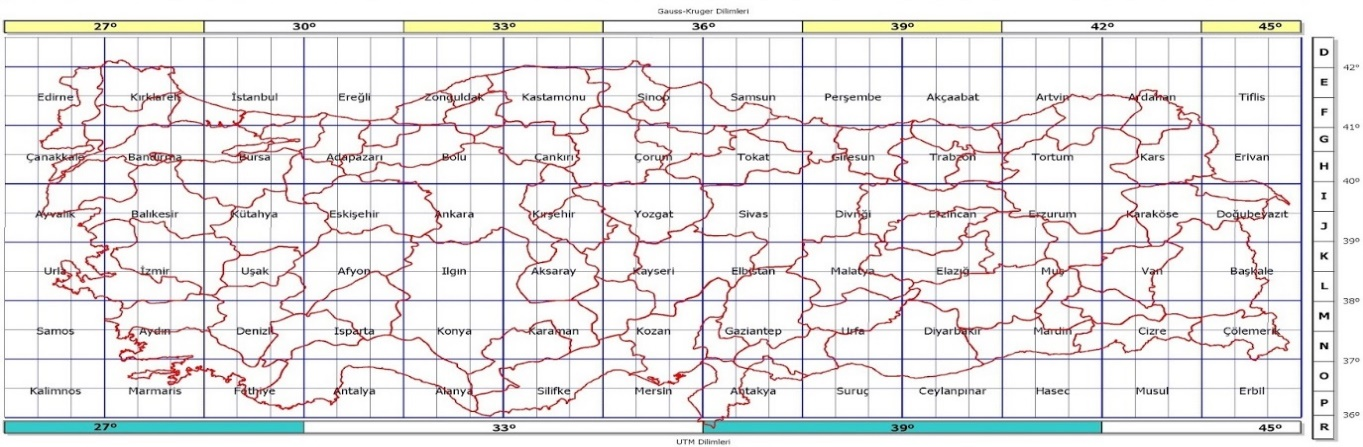 Gauss-Kruger Dilimleri
27º 30º 33º 36º 39º 42º 45º
D
42º
E
Edirne Kırklareli İstanbul Ereğli Zonguldak Kastamonu Sinop Samsun Perşembe Akçaabat Artvin Ardahan Tiflis
F
41º
G
Çanakkale Bandırma Bursa Adapazarı Bolu Çankırı Çorum Tokat Giresun Trabzon Tortum Kars Erivan
H
40º
I
Ayvalık Balıkesir Kütahya Eskişehir Ankara Kırşehir Yozgat Sivas Divriği Erzincan Erzurum Karaköse Doğubeyazıt
J
39º
K
Urla İzmir Uşak Afyon Ilgın Aksaray Kayseri Elbistan Malatya Elazığ Muş Van Başkale
L
38º
M
Samos Aydın Denizli Isparta Konya Karaman Kozan Gaziantep Urfa Diyarbakır Mardin Cizre Çölemerik
N
37º
O
Kalimnos Marmaris Fethiye Antalya Alanya Silifke Mersin Antakya Suruç Ceylanpınar Hasec Musul Erbil
P
36º
R
27º 33º 39º 45º
UTM Dilimleri